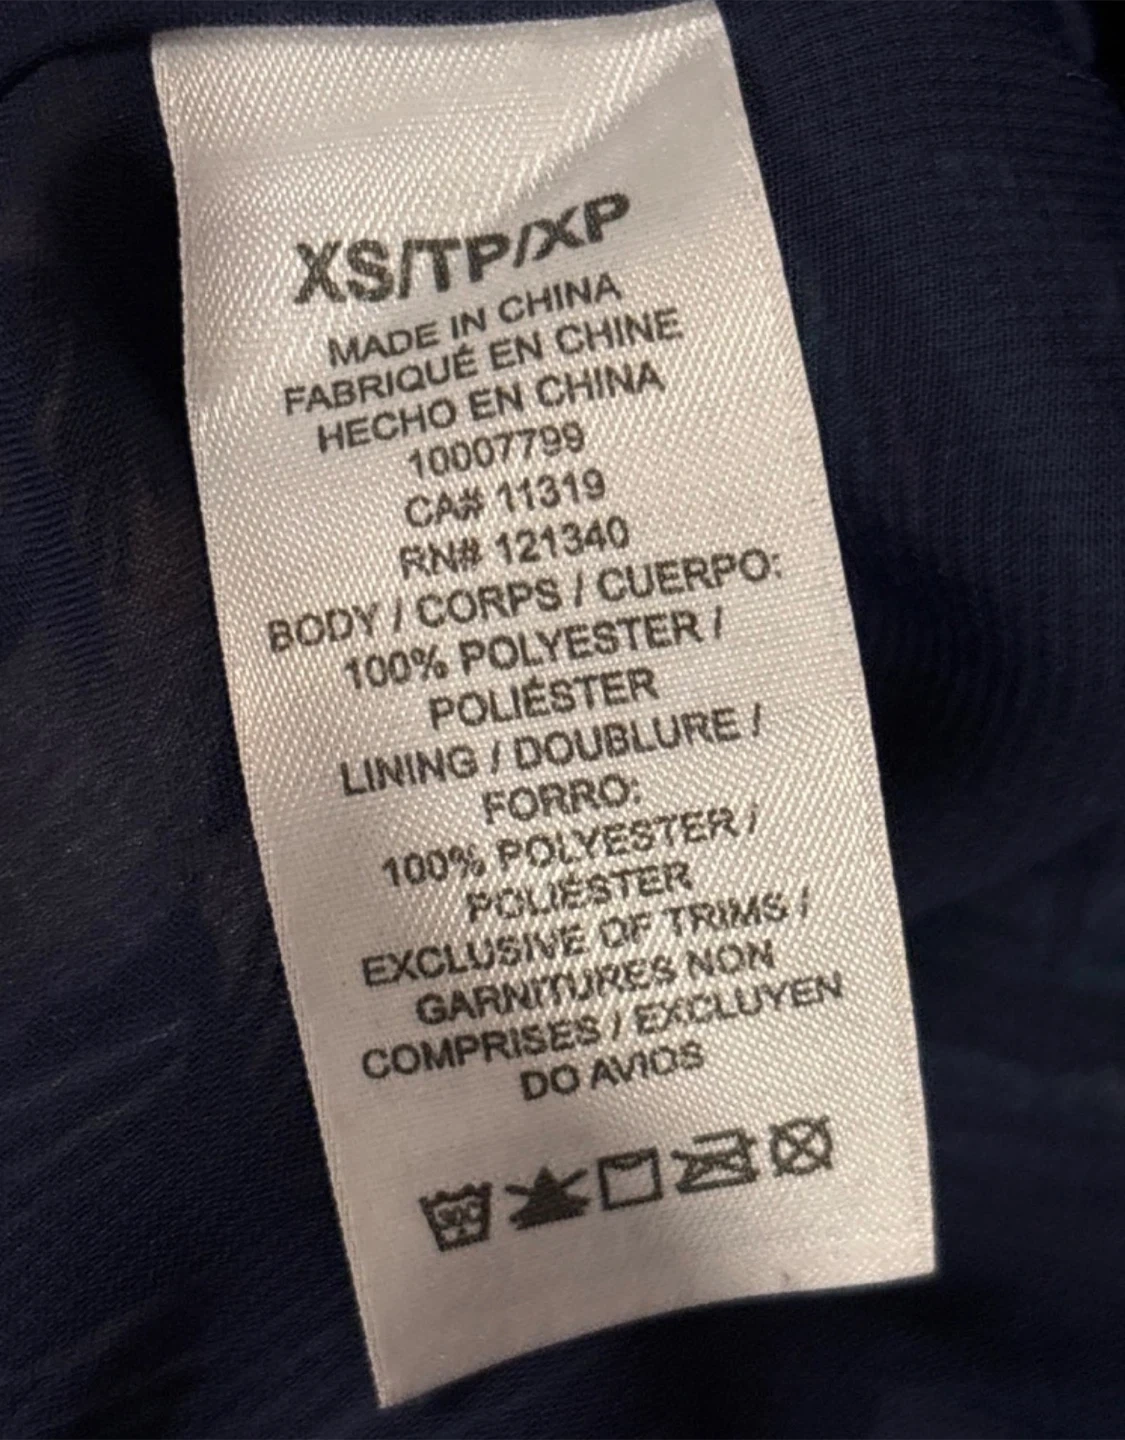 XS/TP/XP
MADE IN CHINA
FABRIQUÉ EN CHINE
HECHO EN CHINA
10007799
CA# 11319
RN# 121340
BODY / CORPS / CUERPO:
100% POLYESTER /
POLIÉSTER
LINING / DOUBLURE /
FORRO:
100% POLYESTER /
POLIÉSTER
EXCLUSIVE OF TRIMS /
GARNITURES NON
COMPRISES / EXCLUYEN
DO AVIOS
30C